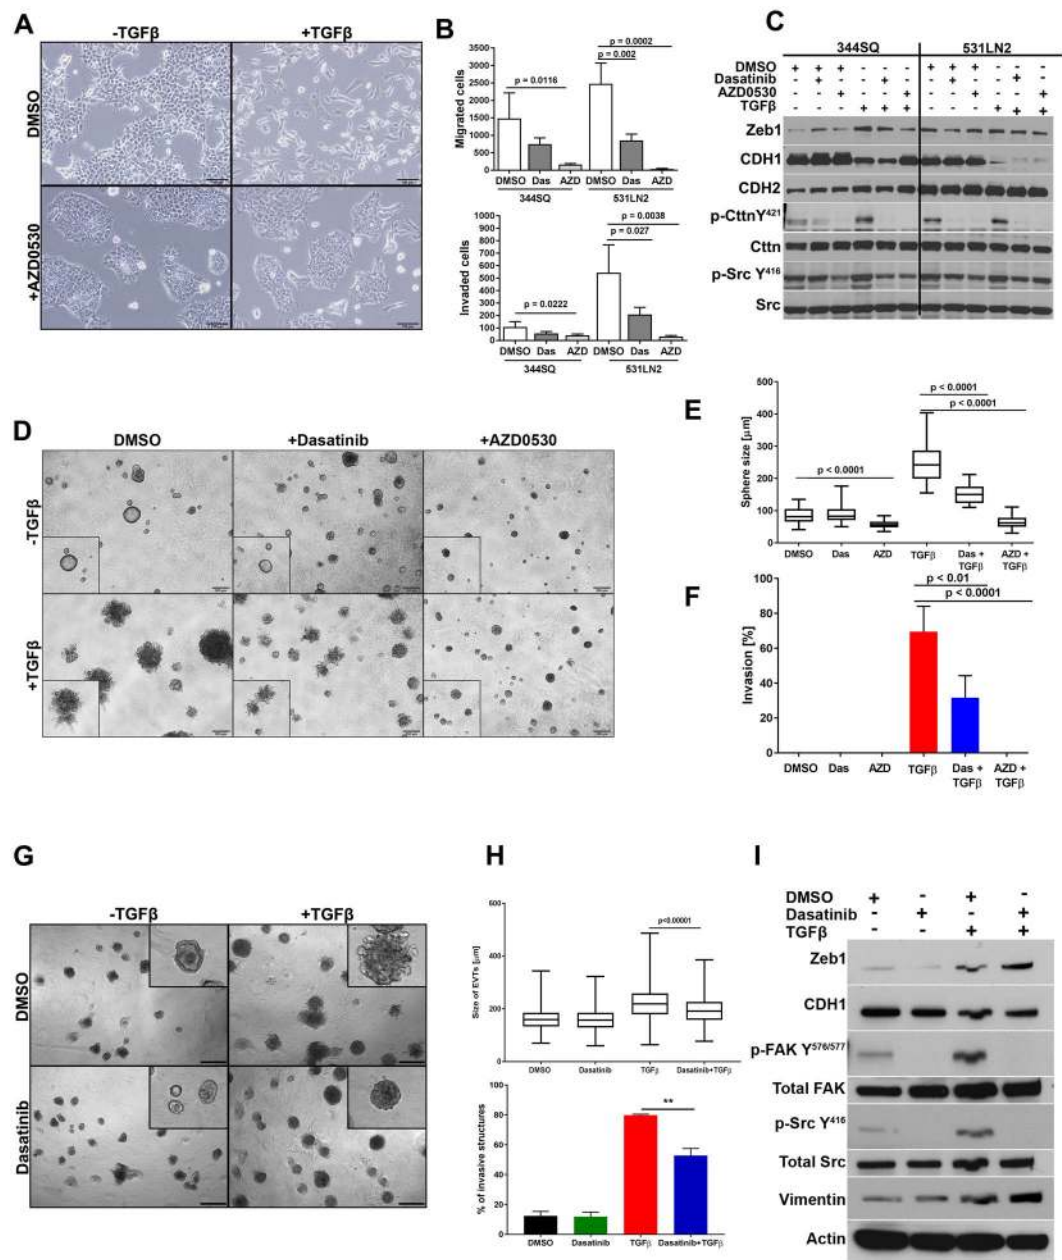 A
-TGFβ
+TGFβ
DMSO
+AZD0530
B
Migrated cells
3500
3000
2500
2000
1500
1000
500
0
p = 0.0116
p = 0.0002
p = 0.002
DMSO Das AZD DMSO Das AZD
344SQ 531LN2
Invaded cells
1000
900
800
700
600
500
400
300
200
100
0
p = 0.0222
p = 0.0038
p = 0.027
DMSO Das AZD DMSO Das AZD
344SQ 531LN2
C
344SQ 531LN2
DMSO + + + - - - + + + - - -
Dasatinib
AZD0530
TGFβ
Zeb1
CDH1
CDH2
p-CttnY421
Cttn
p-Src Y416
Src
D
DMSO
+Dasatinib
+AZD0530
-TGFβ
+TGFβ
E
Sphere size [µm]
500
400
300
200
100
0
p < 0.0001
p < 0.0001
p < 0.0001
DMSO Das AZD TGFβ Das + TGFβ AZD + TGFβ
F
Invasion [%]
100
80
60
40
20
0
p < 0.01
p < 0.0001
DMSO Das AZD TGFβ Das + TGFβ AZD + TGFβ
G
-TGFβ
+TGFβ
DMSO
Dasatinib
H
Size of EVTs [µm]
600
400
200
0
p<0.00001
DMSO Dasatinib TGFβ Dasatinib+TGFβ
% of invasive structures
100
80
60
40
20
0
**
DMSO Dasatinib TGFβ Dasatinib+TGFβ
I
DMSO + - + -
Dasatinib - + - +
TGFβ - - + +
Zeb1
CDH1
p-FAK Y576/577
Total FAK
p-Src Y416
Total Src
Vimentin
Actin